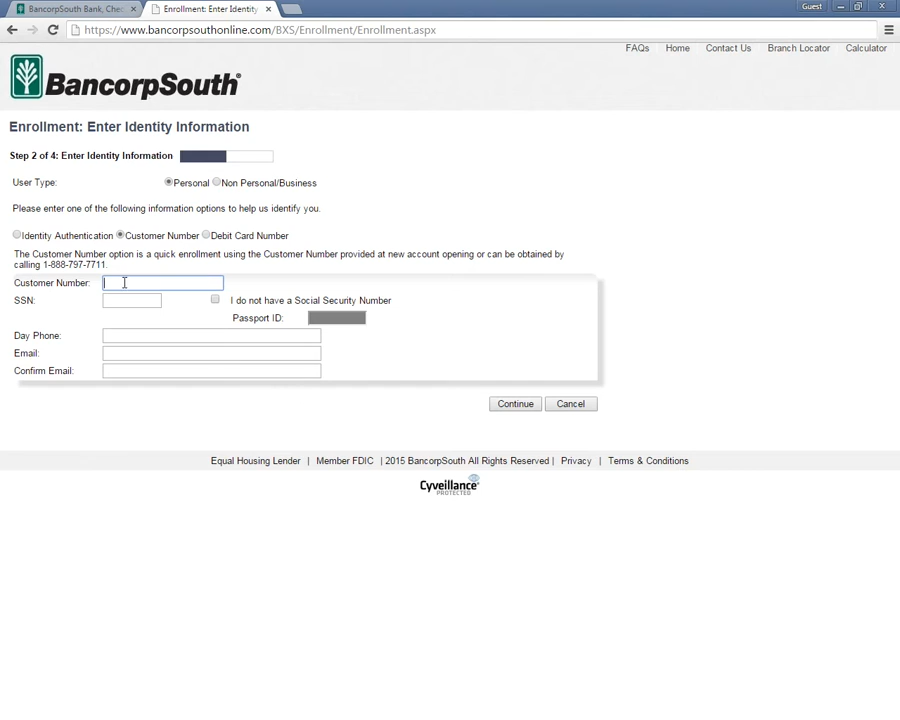 BancorpSouth Bank, Chec
Enrollment: Enter Identity
Guest
https://www.bancorpsouthonline.com/BXS/Enrollment/Enrollment.aspx
FAQs Home Contact Us Branch Locator Calculator
BancorpSouth®
Enrollment: Enter Identity Information
Step 2 of 4: Enter Identity Information
User Type: Personal Non Personal/Business
Please enter one of the following information options to help us identify you.
Identity Authentication Customer Number Debit Card Number
The Customer Number option is a quick enrollment using the Customer Number provided at new account opening or can be obtained by
calling 1-888-797-7711.
Customer Number:
SSN: I do not have a Social Security Number
Passport ID:
Day Phone:
Email:
Confirm Email:
Continue Cancel
Equal Housing Lender | Member FDIC | 2015 BancorpSouth All Rights Reserved | Privacy | Terms & Conditions
Cyveillance
PROTECTED